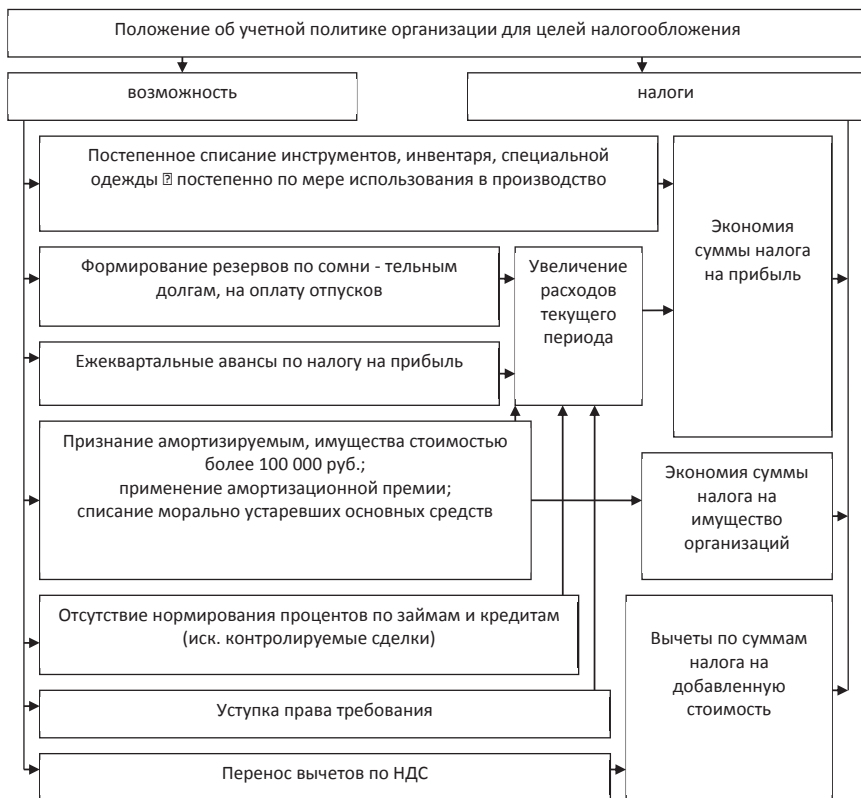 Положение об учетной политике организации для целей налогообложения
возможность
налоги
Постепенное списание инструментов, инвентаря, специальной
одежды 🯄 постепенно по мере использования в производство
Экономия
суммы налога
на прибыль
Формирование резервов по сомни - тельным
долгам, на оплату отпусков
Увеличение
расходов
текущего
периода
Ежеквартальные авансы по налогу на прибыль
Признание амортизируемым, имущества стоимостью
более 100 000 руб.;
применение амортизационной премии;
списание морально устаревших основных средств
Экономия суммы
налога на
имущество
организаций
Отсутствие нормирования процентов по займам и кредитам
(иск. контролируемые сделки)
Вычеты по суммам
налога на
добавленную
стоимость
Уступка права требования
Перенос вычетов по НДС